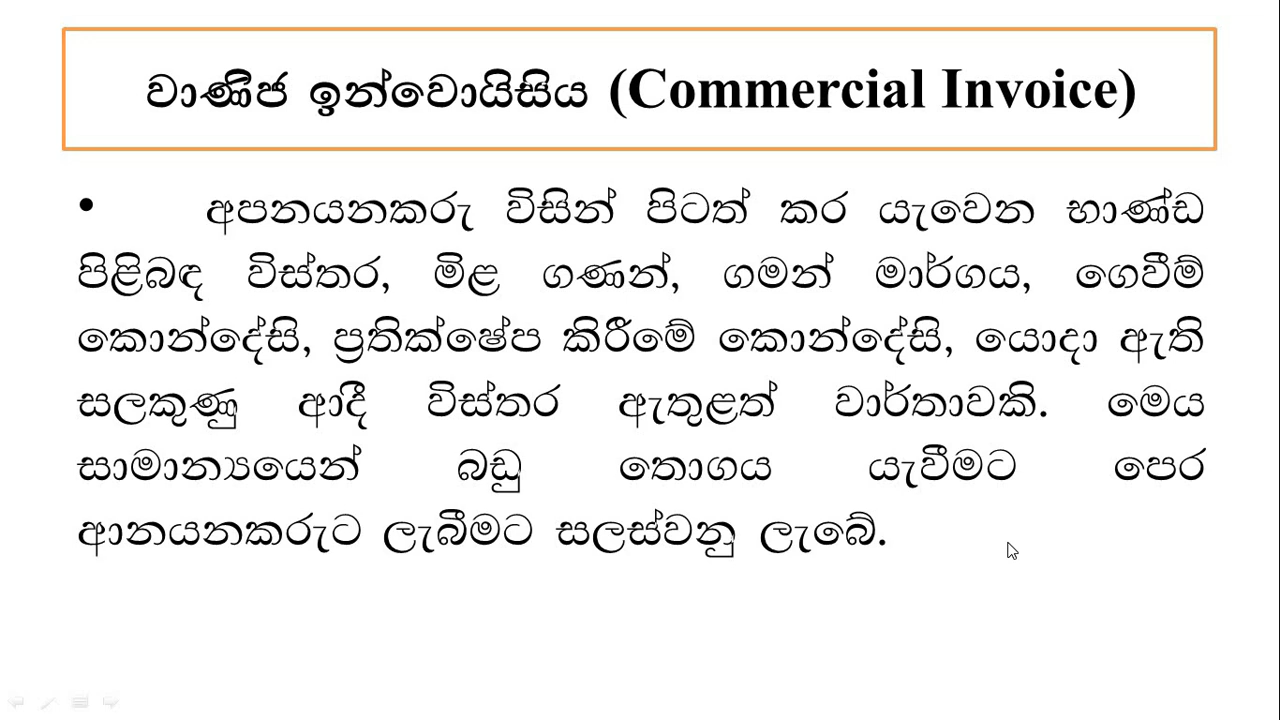 වාණිජ ඉන්වොයිසිය (Commercial Invoice)
• අපනයනකරු විසින් පිටත් කර යැවෙන භාණ්ඩ
පිළිබඳ විස්තර, මිළ ගණන්, ගමන් මාර්ගය, ගෙවීම්
කොන්දේසි, ප්‍රතික්ෂේප කිරීමේ කොන්දේසි, යොදා ඇති
සලකුණු ආදී විස්තර ඇතුළත් වාර්තාවකි. මෙය
සාමාන්‍යයෙන් බඩු තොගය යැවීමට පෙර
ආනයනකරුට ලැබීමට සලස්වනු ලැබේ.